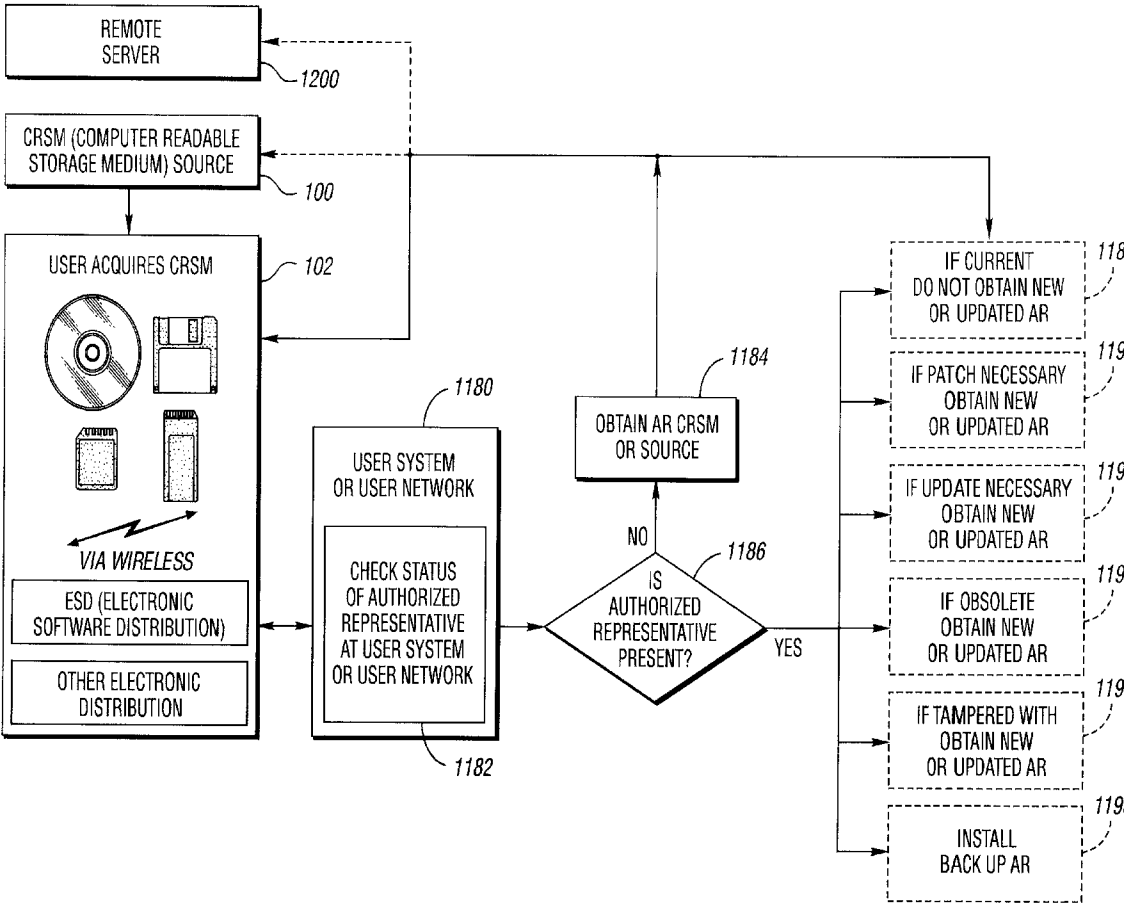 REMOTE
SERVER
1200
CRSM (COMPUTER READABLE
STORAGE MEDIUM) SOURCE
100
USER ACQUIRES CRSM
102
VIA WIRELESS
ESD (ELECTRONIC
SOFTWARE DISTRIBUTION)
OTHER ELECTRONIC
DISTRIBUTION
1180
USER SYSTEM
OR USER NETWORK
CHECK STATUS
OF AUTHORIZED
REPRESENTATIVE
AT USER SYSTEM
OR USER NETWORK
1182
1184
OBTAIN AR CRSM
OR SOURCE
NO
1186
IS
AUTHORIZED
REPRESENTATIVE
PRESENT?
YES
IF CURRENT
DO NOT OBTAIN NEW
OR UPDATED AR
IF PATCH NECESSARY
OBTAIN NEW
OR UPDATED AR
IF UPDATE NECESSARY
OBTAIN NEW
OR UPDATED AR
IF OBSOLETE
OBTAIN NEW
OR UPDATED AR
IF TAMPERED WITH
OBTAIN NEW
OR UPDATED AR
INSTALL
BACK UP AR